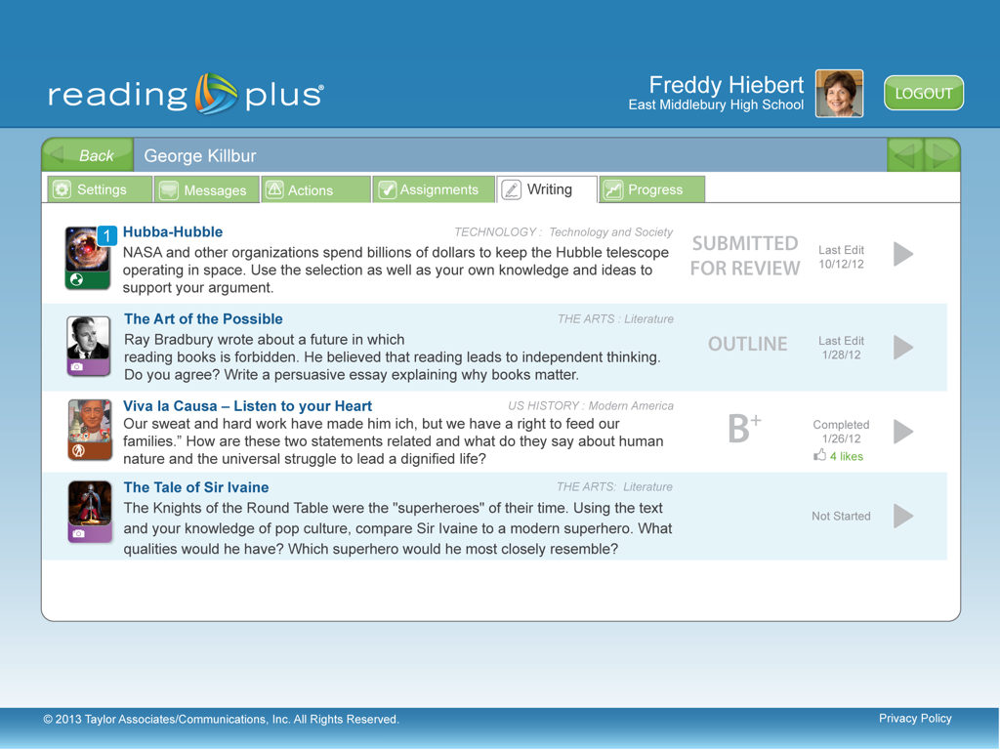 reading plus®
Freddy Hiebert
East Middlebury High School
LOGOUT
Back
George Killbur
Settings
Messages
Actions
Assignments
Writing
Progress
1
Hubba-Hubble
TECHNOLOGY : Technology and Society
NASA and other organizations spend billions of dollars to keep the Hubble telescope
operating in space. Use the selection as well as your own knowledge and ideas to
support your argument.
SUBMITTED
FOR REVIEW
Last Edit
10/12/12
The Art of the Possible
THE ARTS : Literature
Ray Bradbury wrote about a future in which
reading books is forbidden. He believed that reading leads to independent thinking.
Do you agree? Write a persuasive essay explaining why books matter.
OUTLINE
Last Edit
1/28/12
Viva la Causa – Listen to your Heart
US HISTORY : Modern America
Our sweat and hard work have made him ich, but we have a right to feed our
families.” How are these two statements related and what do they say about human
nature and the universal struggle to lead a dignified life?
B+
Completed
1/26/12
4 likes
The Tale of Sir Ivaine
THE ARTS: Literature
The Knights of the Round Table were the "superheroes" of their time. Using the text
and your knowledge of pop culture, compare Sir Ivaine to a modern superhero. What
qualities would he have? Which superhero would he most closely resemble?
Not Started
© 2013 Taylor Associates/Communications, Inc. All Rights Reserved.
Privacy Policy